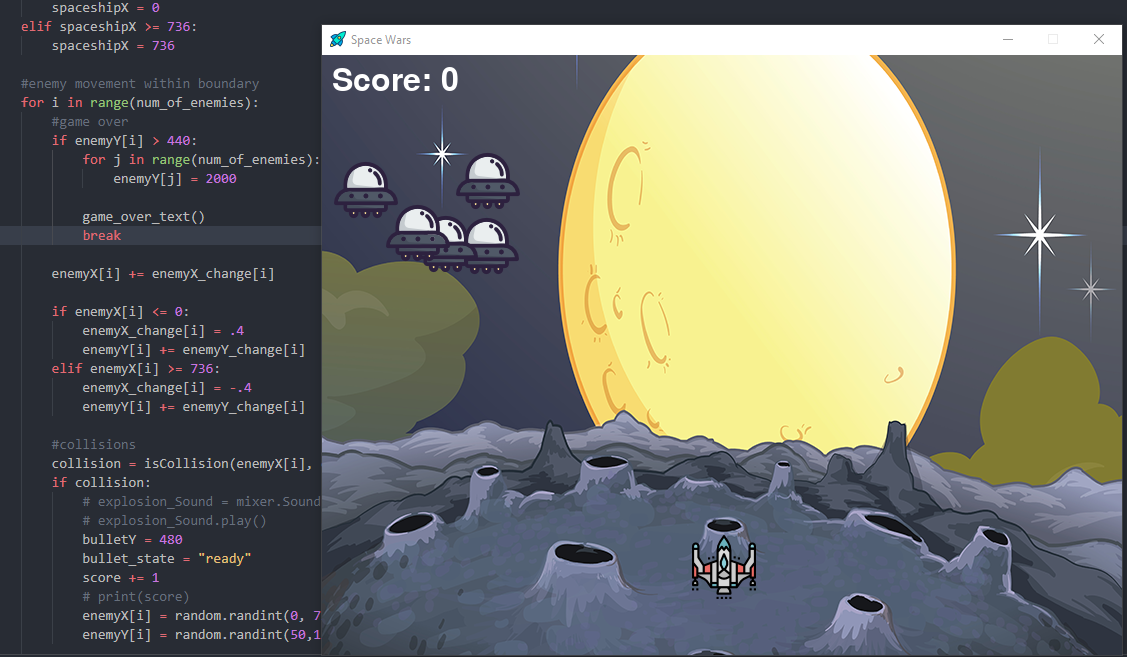 spaceshipX = 0
elif spaceshipX >= 736:
spaceshipX = 736
#enemy movement within boundary
for i in range(num_of_enemies):
#game over
if enemyY[i] > 440:
for j in range(num_of_enemies):
enemyY[j] = 2000
game_over_text()
break
enemyX[i] += enemyX_change[i]
if enemyX[i] <= 0:
enemyX_change[i] = .4
enemyY[i] += enemyY_change[i]
elif enemyX[i] >= 736:
enemyX_change[i] = -.4
enemyY[i] += enemyY_change[i]
#collisions
collision = isCollision(enemyX[i],
if collision:
# explosion_Sound = mixer.Sound
# explosion_Sound.play()
bulletY = 480
bullet_state = "ready"
score += 1
# print(score)
enemyX[i] = random.randint(0, 7
enemyY[i] = random.randint(50,1
Space Wars
Score: 0